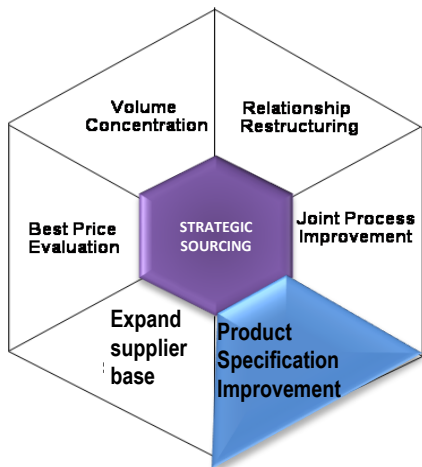 Volume
Concentration
Relationship
Restructuring
Best Price
Evaluation
STRATEGIC
SOURCING
Joint Process
Improvement
Expand
supplier
base
Product
Specification
Improvement